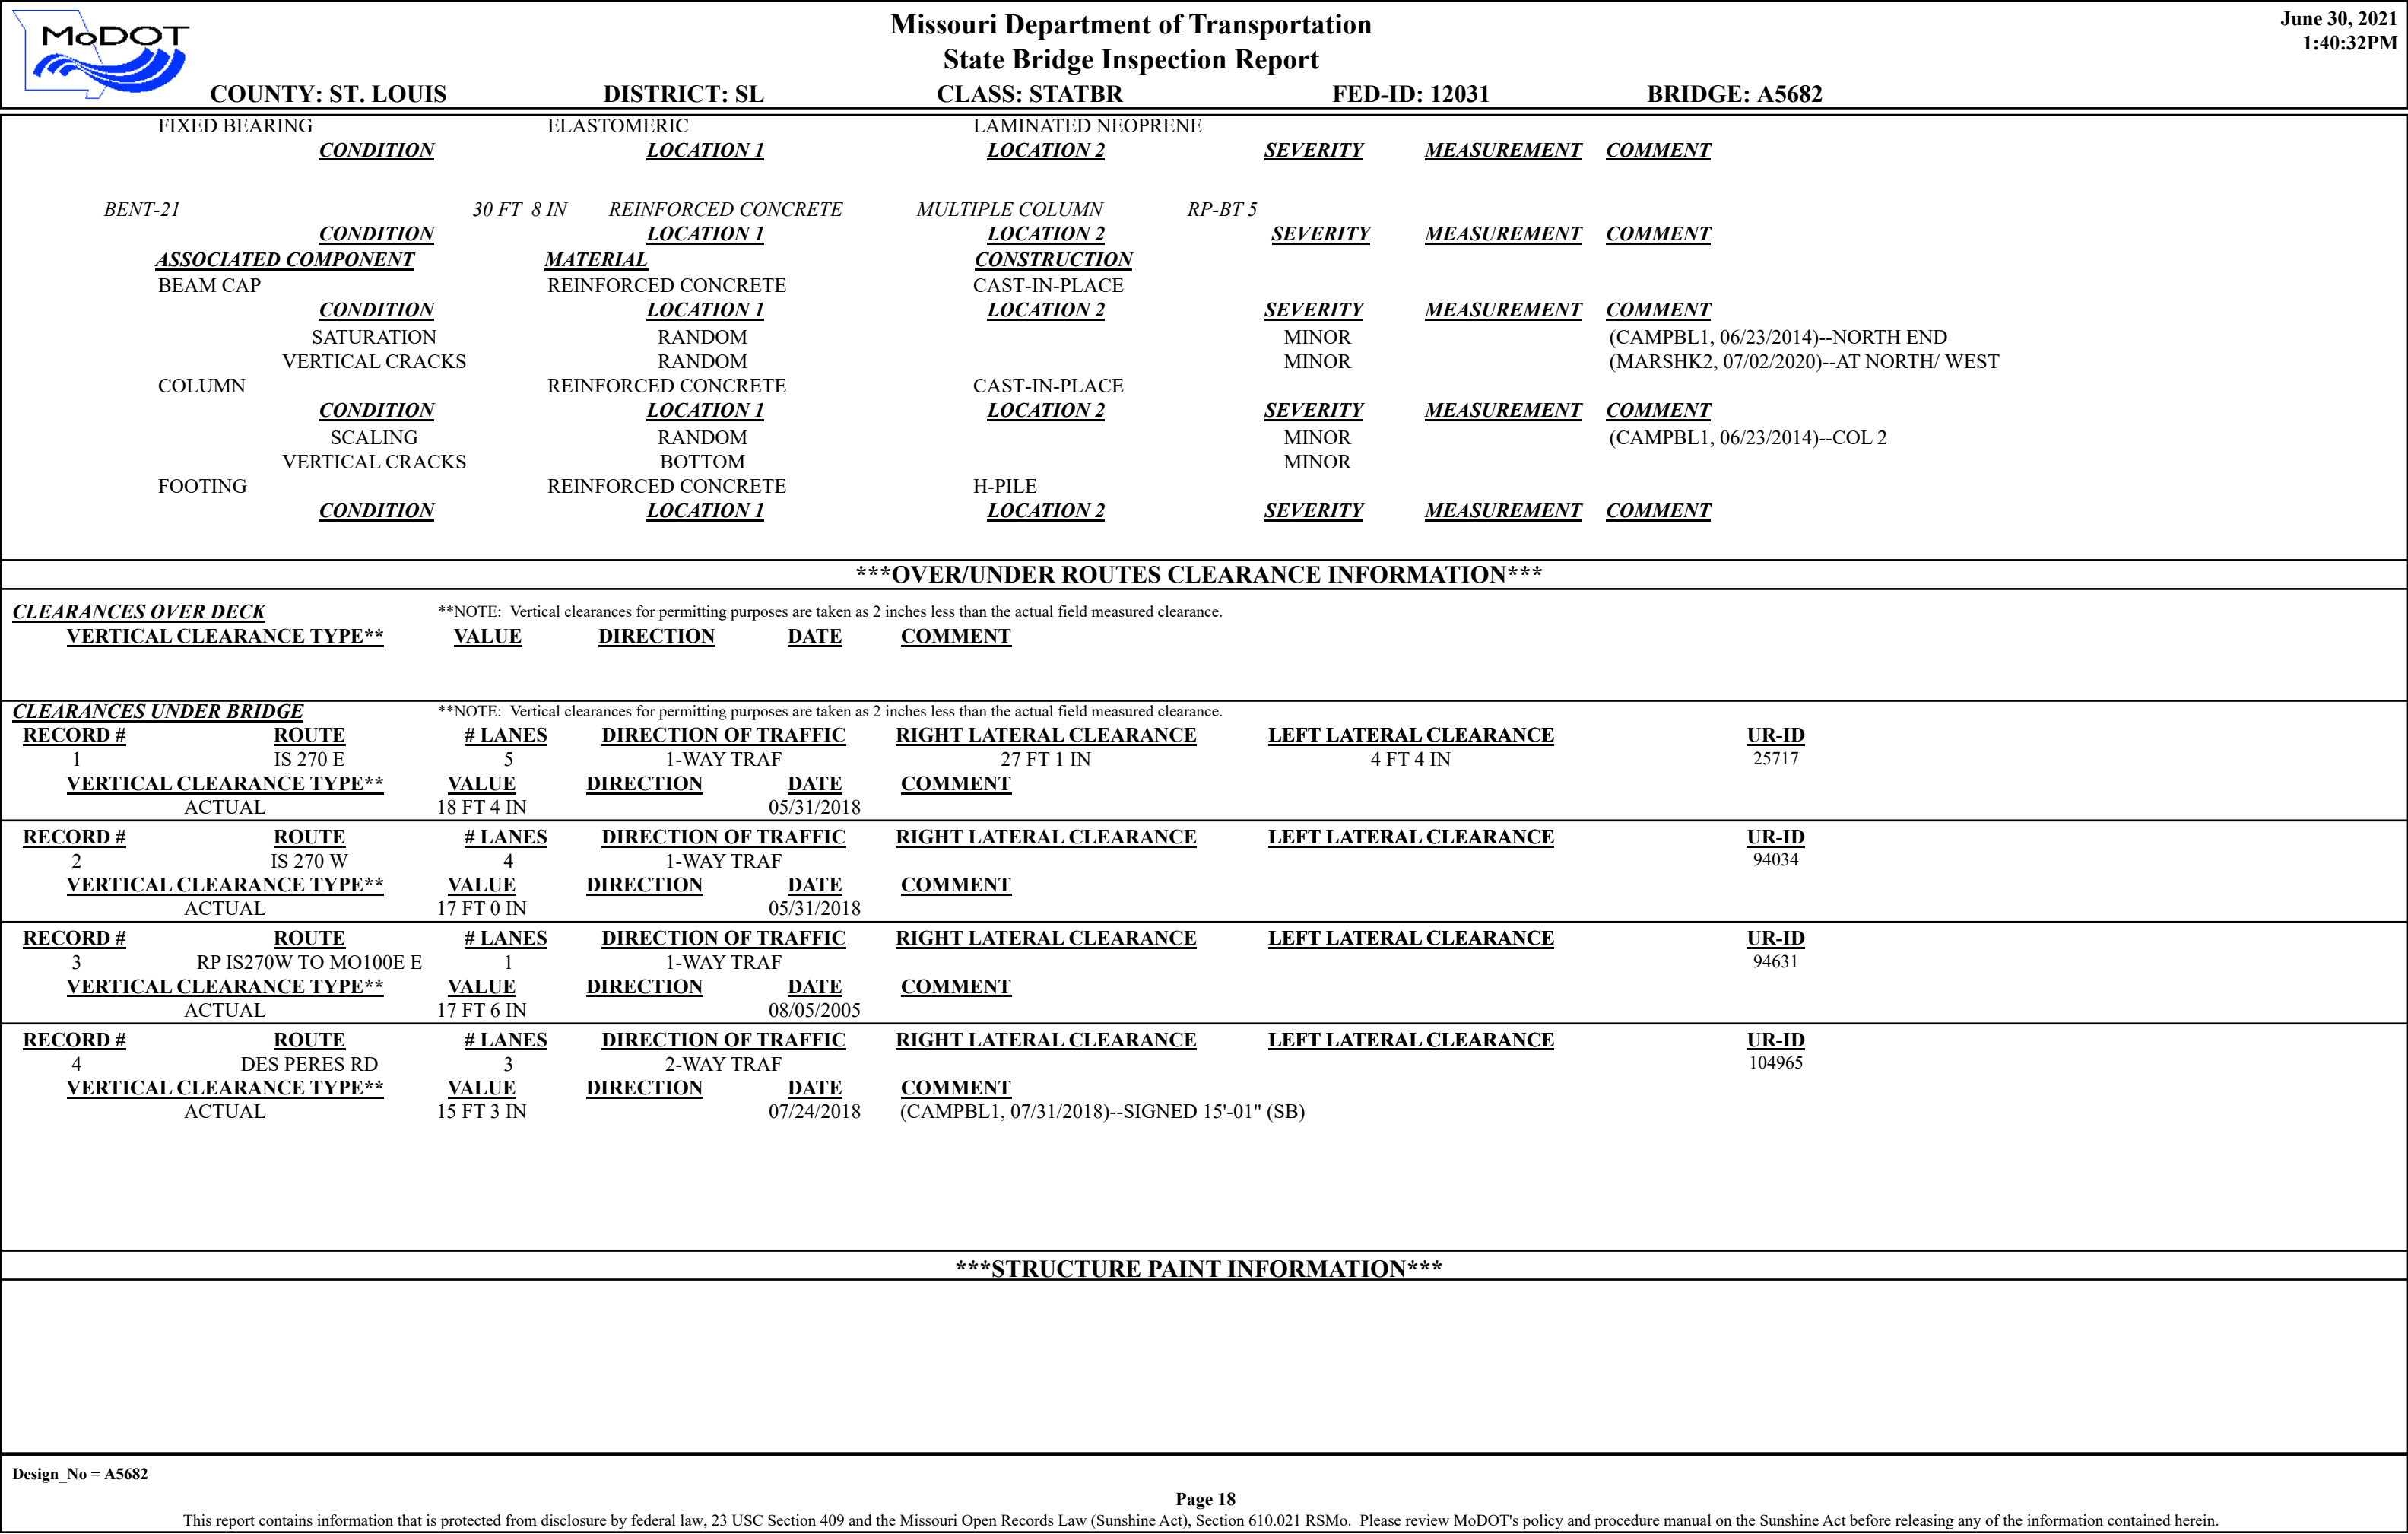 MoDOT
Missouri Department of Transportation
State Bridge Inspection Report
June 30, 2021
1:40:32PM
COUNTY: ST. LOUIS DISTRICT: SL CLASS: STATBR FED-ID: 12031 BRIDGE: A5682
FIXED BEARING ELASTOMERIC LAMINATED NEOPRENE
CONDITION LOCATION 1 LOCATION 2 SEVERITY MEASUREMENT COMMENT
BENT-21 30 FT 8 IN REINFORCED CONCRETE MULTIPLE COLUMN RP-BT 5
CONDITION LOCATION 1 LOCATION 2 SEVERITY MEASUREMENT COMMENT
ASSOCIATED COMPONENT MATERIAL CONSTRUCTION
BEAM CAP REINFORCED CONCRETE CAST-IN-PLACE
CONDITION LOCATION 1 LOCATION 2 SEVERITY MEASUREMENT COMMENT
SATURATION RANDOM MINOR (CAMPBL1, 06/23/2014)--NORTH END
VERTICAL CRACKS RANDOM MINOR (MARSHK2, 07/02/2020)--AT NORTH/ WEST
COLUMN REINFORCED CONCRETE CAST-IN-PLACE
CONDITION LOCATION 1 LOCATION 2 SEVERITY MEASUREMENT COMMENT
SCALING RANDOM MINOR (CAMPBL1, 06/23/2014)--COL 2
VERTICAL CRACKS BOTTOM MINOR
FOOTING REINFORCED CONCRETE H-PILE
CONDITION LOCATION 1 LOCATION 2 SEVERITY MEASUREMENT COMMENT
***OVER/UNDER ROUTES CLEARANCE INFORMATION***
CLEARANCES OVER DECK **NOTE: Vertical clearances for permitting purposes are taken as 2 inches less than the actual field measured clearance.
VERTICAL CLEARANCE TYPE** VALUE DIRECTION DATE COMMENT
CLEARANCES UNDER BRIDGE **NOTE: Vertical clearances for permitting purposes are taken as 2 inches less than the actual field measured clearance.
RECORD # ROUTE # LANES DIRECTION OF TRAFFIC RIGHT LATERAL CLEARANCE LEFT LATERAL CLEARANCE UR-ID
1 IS 270 E 5 1-WAY TRAF 27 FT 1 IN 4 FT 4 IN 25717
VERTICAL CLEARANCE TYPE** VALUE DIRECTION DATE COMMENT
ACTUAL 18 FT 4 IN 05/31/2018
RECORD # ROUTE # LANES DIRECTION OF TRAFFIC RIGHT LATERAL CLEARANCE LEFT LATERAL CLEARANCE UR-ID
2 IS 270 W 4 1-WAY TRAF 94034
VERTICAL CLEARANCE TYPE** VALUE DIRECTION DATE COMMENT
ACTUAL 17 FT 0 IN 05/31/2018
RECORD # ROUTE # LANES DIRECTION OF TRAFFIC RIGHT LATERAL CLEARANCE LEFT LATERAL CLEARANCE UR-ID
3 RP IS270W TO MO100E E 1 1-WAY TRAF 94631
VERTICAL CLEARANCE TYPE** VALUE DIRECTION DATE COMMENT
ACTUAL 17 FT 6 IN 08/05/2005
RECORD # ROUTE # LANES DIRECTION OF TRAFFIC RIGHT LATERAL CLEARANCE LEFT LATERAL CLEARANCE UR-ID
4 DES PERES RD 3 2-WAY TRAF 104965
VERTICAL CLEARANCE TYPE** VALUE DIRECTION DATE COMMENT
ACTUAL 15 FT 3 IN 07/24/2018 (CAMPBL1, 07/31/2018)--SIGNED 15'-01" (SB)
***STRUCTURE PAINT INFORMATION***
Design_No = A5682
Page 18
This report contains information that is protected from disclosure by federal law, 23 USC Section 409 and the Missouri Open Records Law (Sunshine Act), Section 610.021 RSMo. Please review MoDOT's policy and procedure manual on the Sunshine Act before releasing any of the information contained herein.